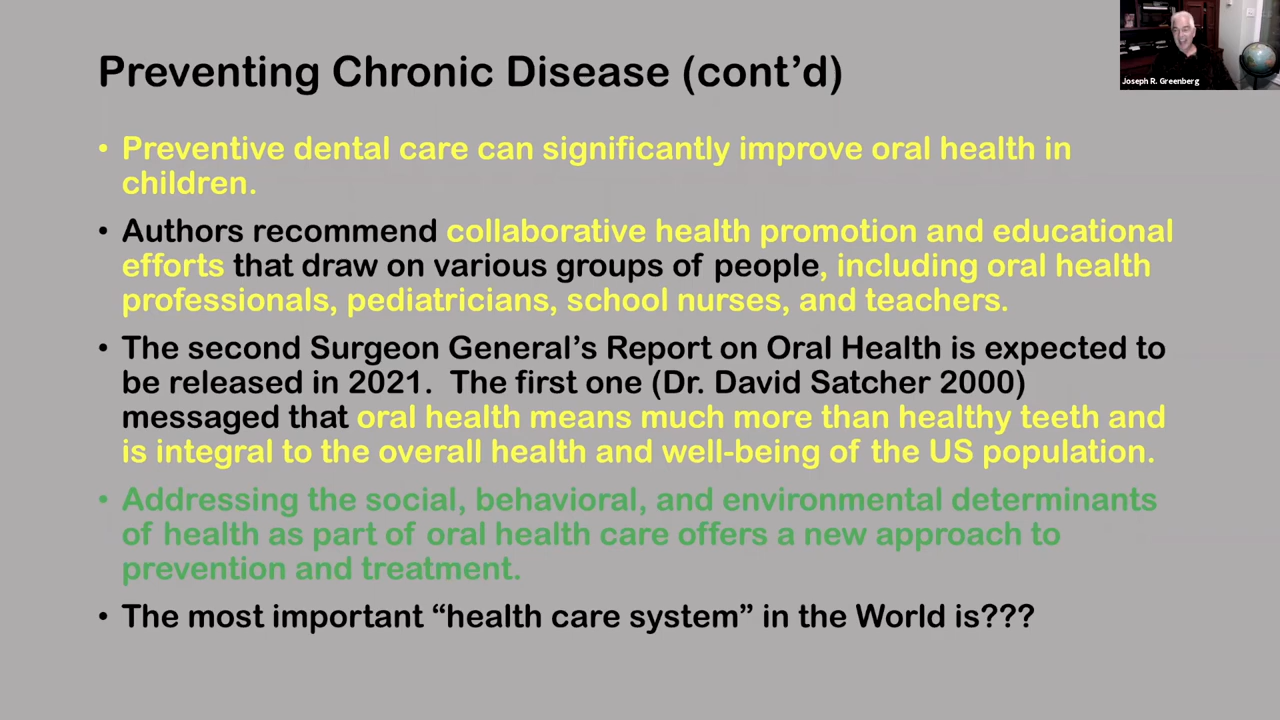 Preventing Chronic Disease (cont’d)
Joseph R. Greenberg
• Preventive dental care can significantly improve oral health in
children.
• Authors recommend collaborative health promotion and educational
efforts that draw on various groups of people, including oral health
professionals, pediatricians, school nurses, and teachers.
• The second Surgeon General’s Report on Oral Health is expected to
be released in 2021.  The first one (Dr. David Satcher 2000)
messaged that oral health means much more than healthy teeth and
is integral to the overall health and well-being of the US population.
• Addressing the social, behavioral, and environmental determinants
of health as part of oral health care offers a new approach to
prevention and treatment.
• The most important “health care system” in the World is???